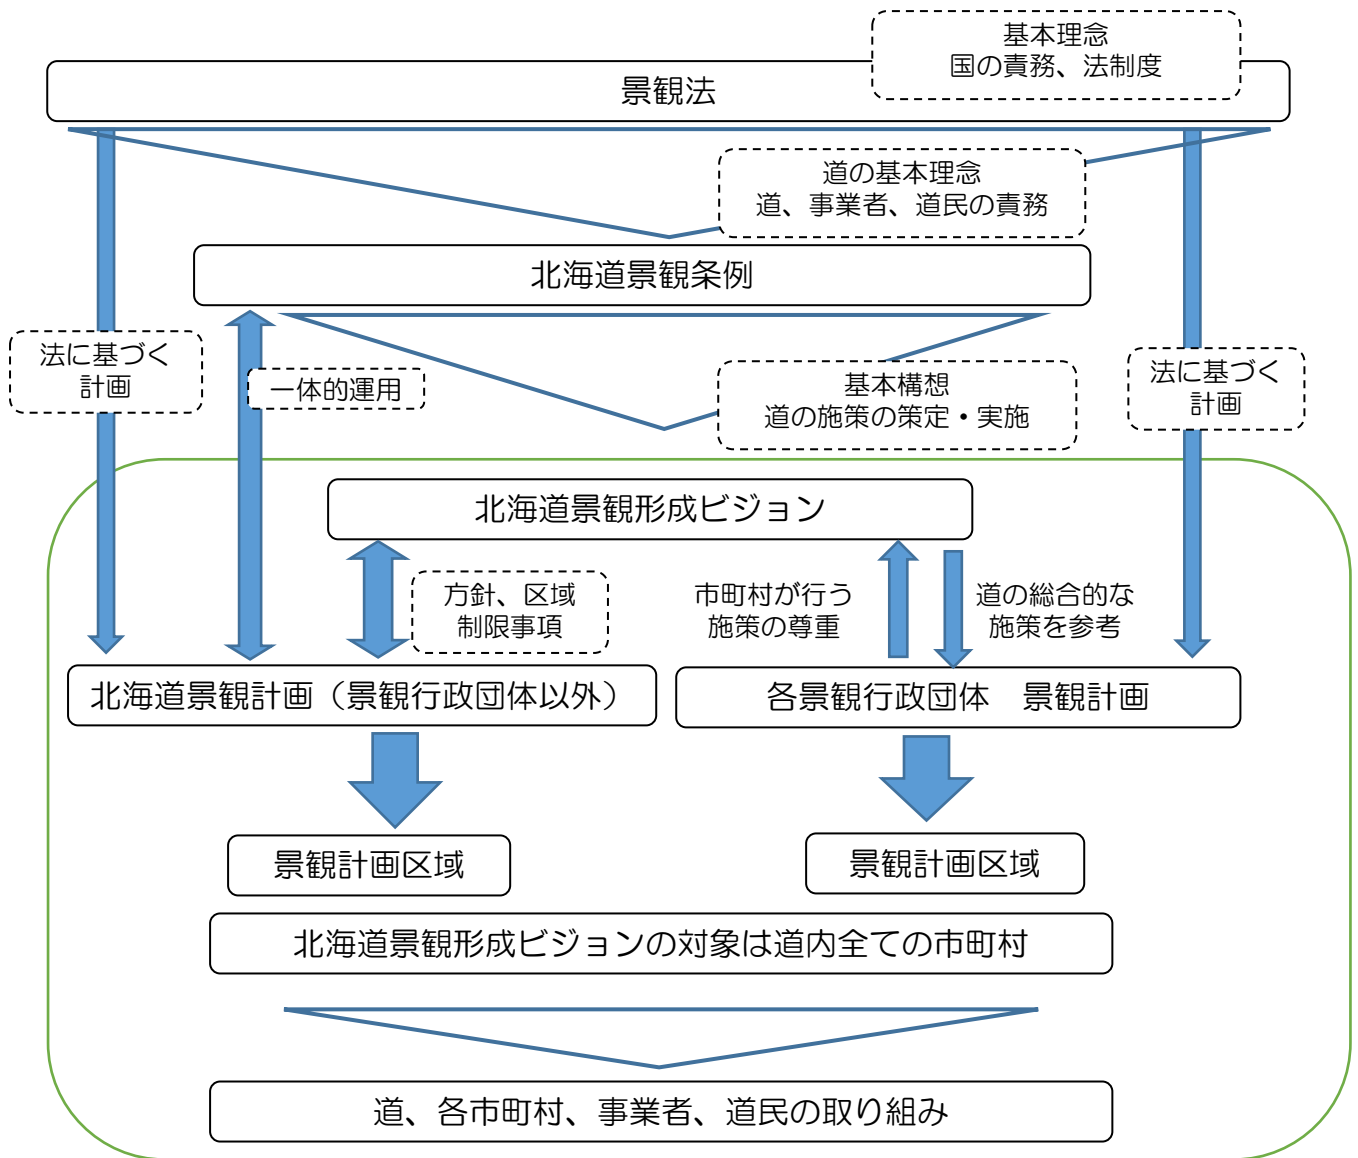 基本理念
国の責務、法制度
景観法
道の基本理念
道、事業者、道民の責務
北海道景観条例
法に基づく
計画
一体的運用
基本構想
道の施策の策定・実施
法に基づく
計画
北海道景観形成ビジョン
方針、区域
制限事項
市町村が行う
施策の尊重
道の総合的な
施策を参考
北海道景観計画（景観行政団体以外）
各景観行政団体　景観計画
景観計画区域
景観計画区域
北海道景観形成ビジョンの対象は道内全ての市町村
道、各市町村、事業者、道民の取り組み